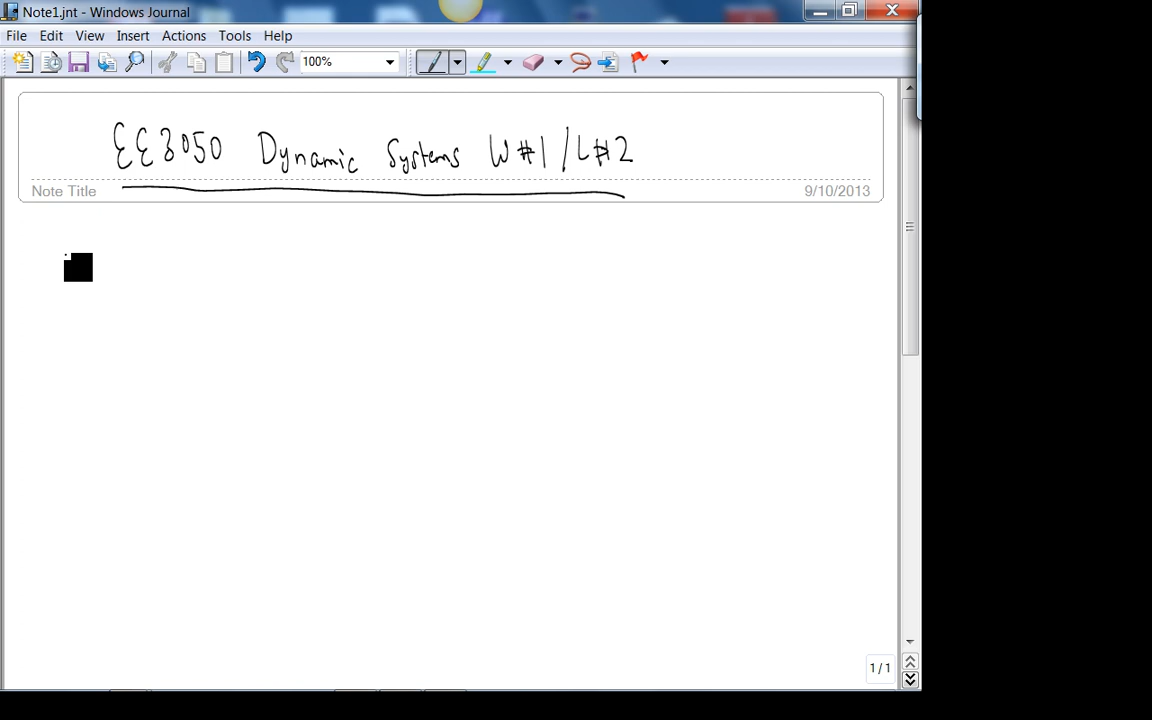 Note1.jnt - Windows Journal
File Edit View Insert Actions Tools Help
100%
EE3050 Dynamic Systems W#1/L#2
Note Title 9/10/2013
1/1